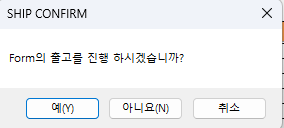 SHIP CONFIRM
Form의 출고를 진행 하시겠습니까?
예(Y) 아니요(N) 취소